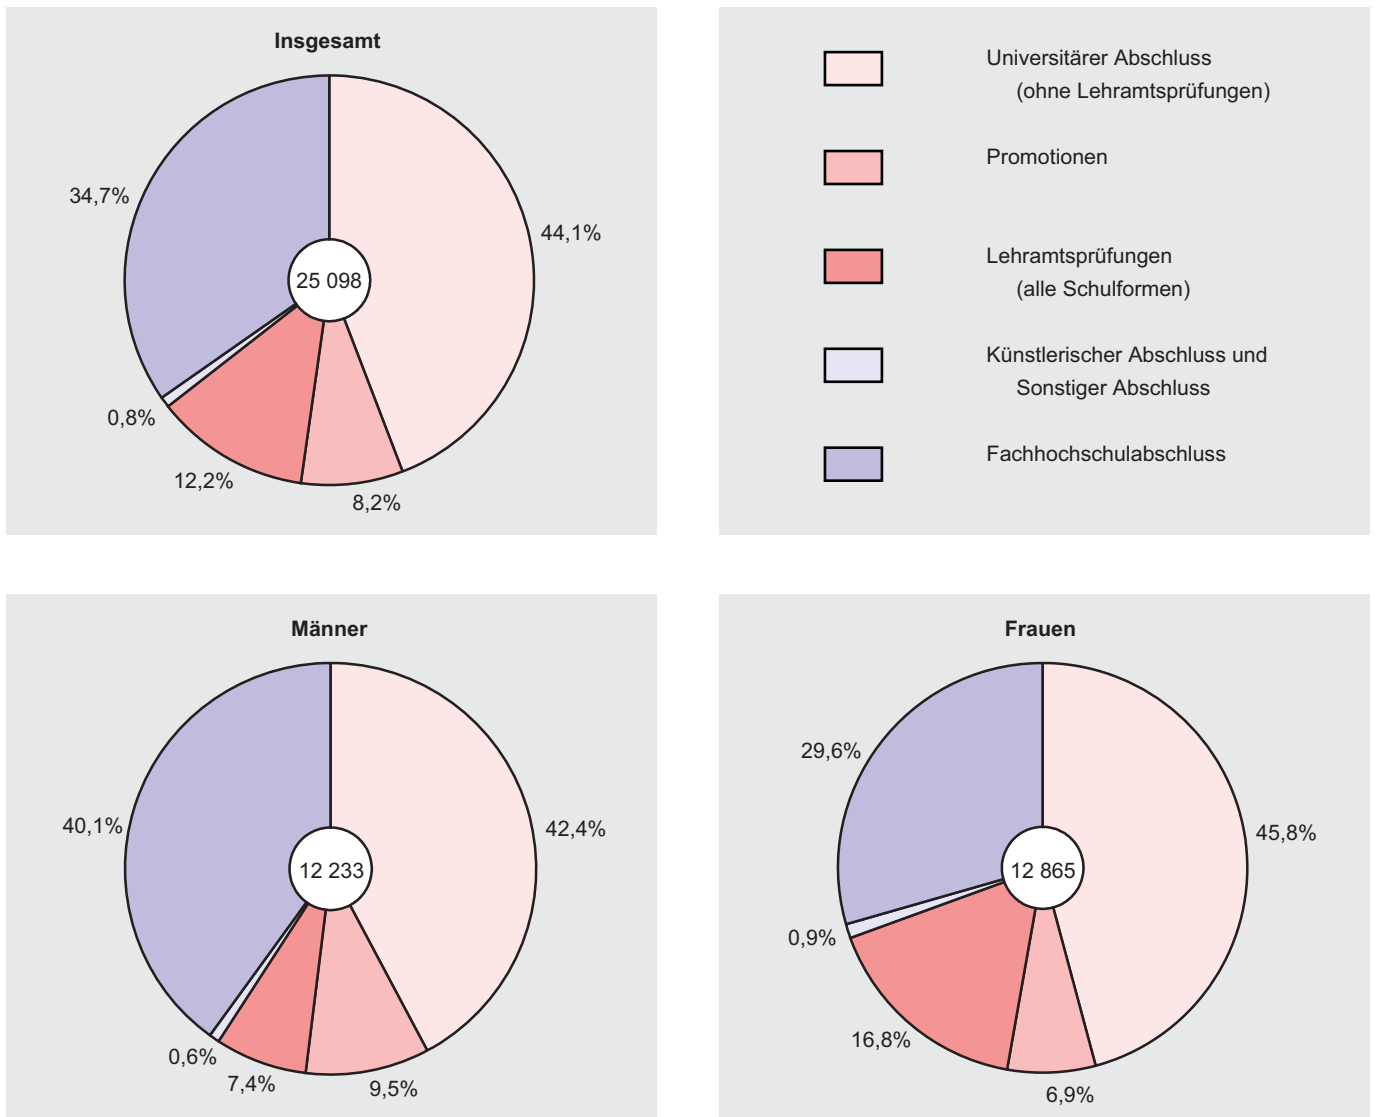 Insgesamt
34,7%
44,1%
25 098
0,8%
12,2%
8,2%
Universitärer Abschluss
(ohne Lehramtsprüfungen)
Promotionen
Lehramtsprüfungen
(alle Schulformen)
Künstlerischer Abschluss und
Sonstiger Abschluss
Fachhochschulabschluss
Männer
40,1%
42,4%
12 233
0,6%
7,4%
9,5%
Frauen
29,6%
45,8%
12 865
0,9%
16,8%
6,9%